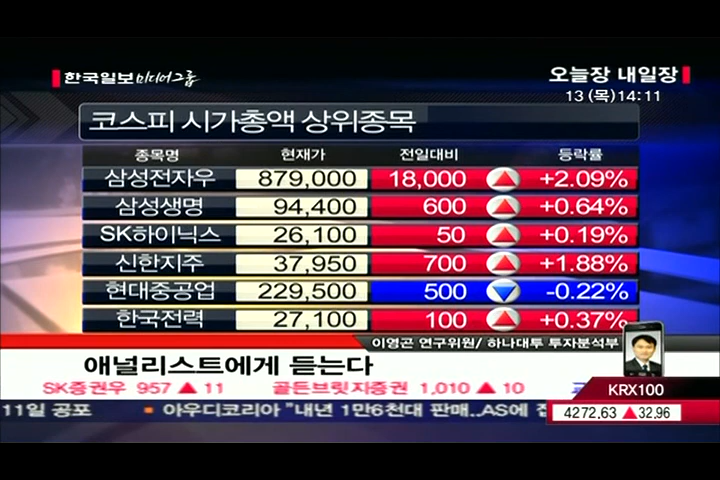 한국일보 미디어그룹
오늘장 내일장
13 (목) 14:11
코스피 시가총액 상위종목
종목명 현재가 전일대비 등락률
삼성전자우 879,000 18,000 ▲ +2.09%
삼성생명 94,400 600 ▲ +0.64%
SK하이닉스 26,100 50 ▲ +0.19%
신한지주 37,950 700 ▲ +1.88%
현대중공업 229,500 500 ▼ -0.22%
한국전력 27,100 100 ▲ +0.37%
이영곤 연구위원/ 하나대투 투자분석부
애널리스트에게 듣는다
SK증권우 957 ▲ 11 골든브릿지증권 1,010 ▲ 10
KRX100
11일 공포 ■ 아우디코리아 "내년 1만6천대 판매..AS에
4272.63 ▲32.96